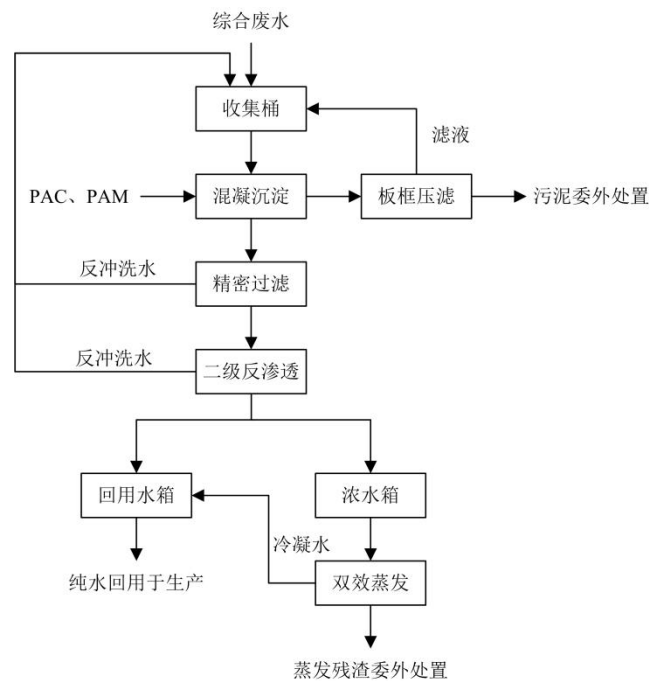 综合废水
收集桶
滤液
PAC、PAM
混凝沉淀
板框压滤
污泥委外处置
反冲洗水
精密过滤
反冲洗水
二级反渗透
回用水箱
浓水箱
冷凝水
纯水回用于生产
双效蒸发
蒸发残渣委外处置